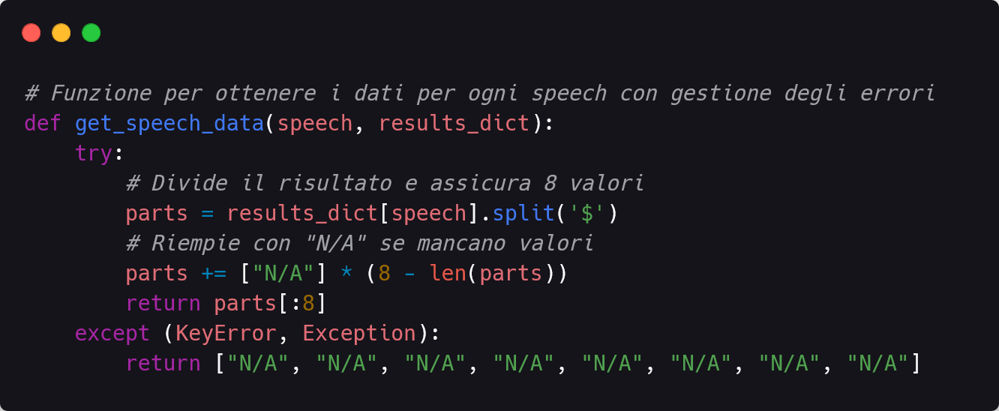 # Funzione per ottenere i dati per ogni speech con gestione degli errori
def get_speech_data(speech, results_dict):
    try:
        # Divide il risultato e assicura 8 valori
        parts = results_dict[speech].split('$')
        # Riempie con "N/A" se mancano valori
        parts += ["N/A"] * (8 - len(parts))
        return parts[:8]
    except (KeyError, Exception):
        return ["N/A", "N/A", "N/A", "N/A", "N/A", "N/A", "N/A", "N/A"]